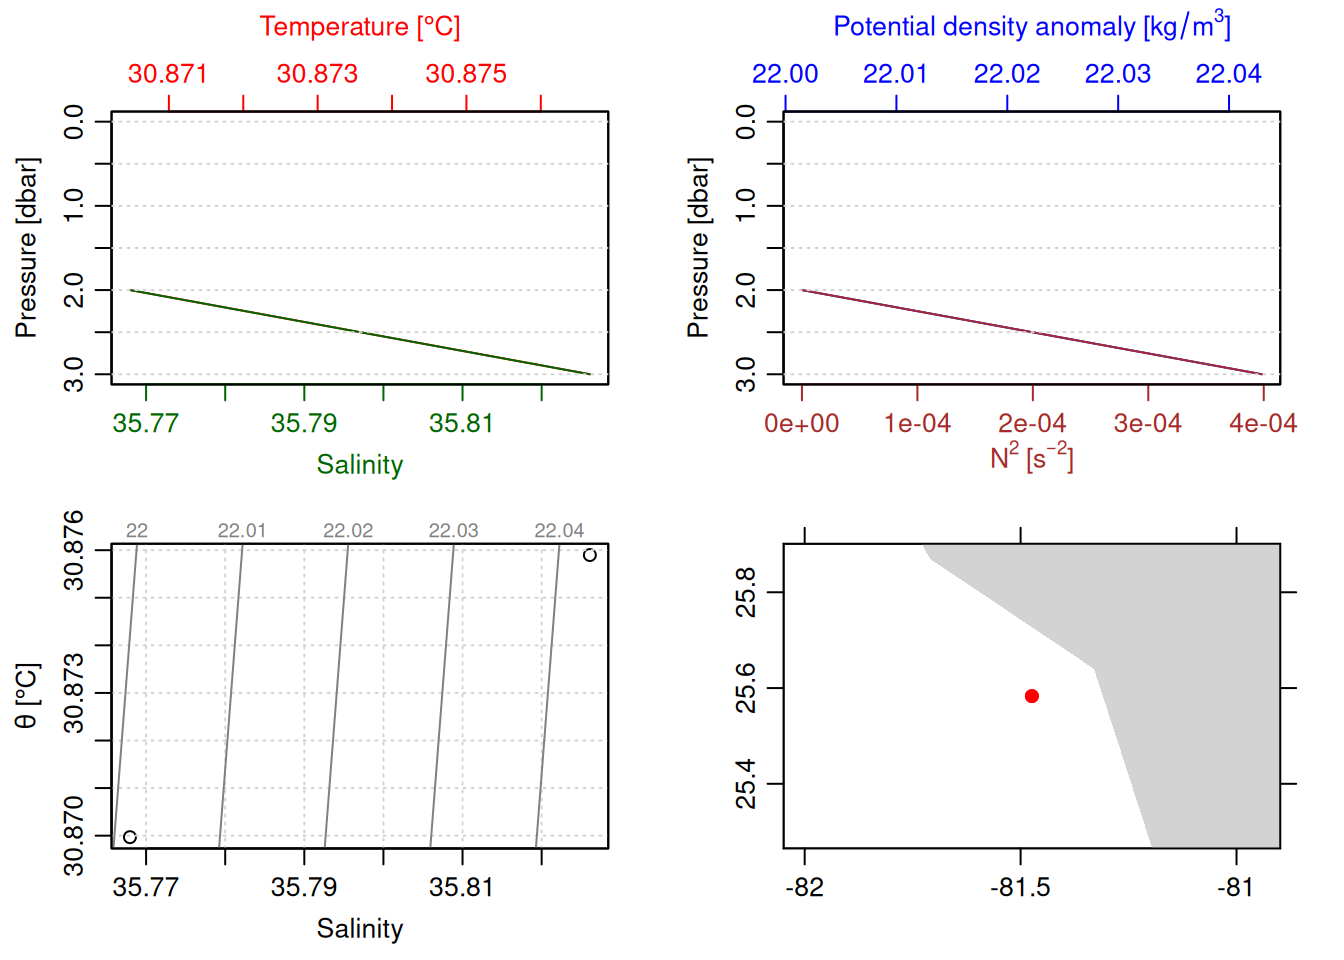 Temperature [°C]
30.871 30.873 30.875
Pressure [dbar]
0.0
1.0
2.0
3.0
35.77 35.79 35.81
Salinity
Potential density anomaly [kg/m³]
22.00 22.01 22.02 22.03 22.04
Pressure [dbar]
0.0
1.0
2.0
3.0
0e+00 1e-04 2e-04 3e-04 4e-04
N² [s⁻²]
22 22.01 22.02 22.03 22.04
θ [°C]
30.876
30.873
30.870
35.77 35.79 35.81
Salinity
25.8
25.6
25.4
-82 -81.5 -81